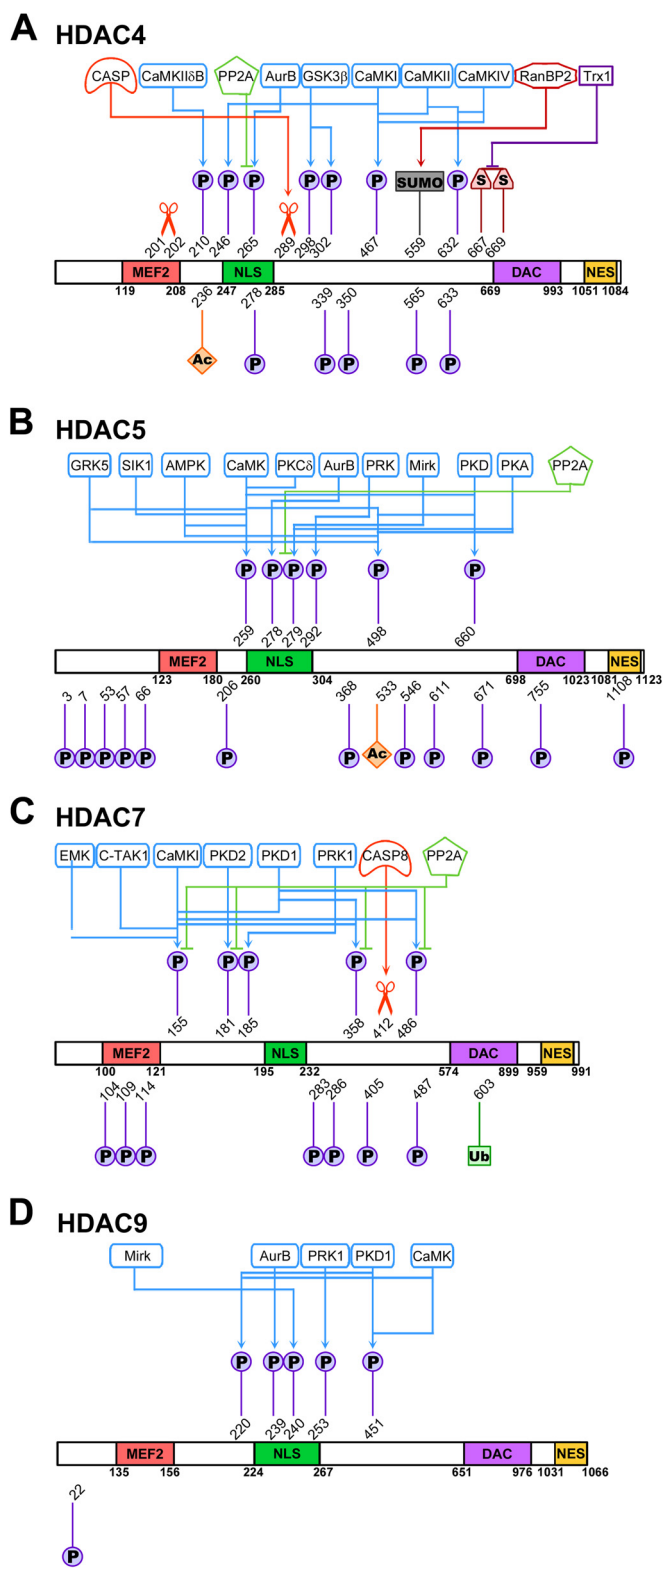 A HDAC4
CASP CaMKIIδB PP2A AurB GSK3β CaMKI CaMKII CaMKIV RanBP2 Trx1
P P P P P P SUMO P S S
201 202 210 246 265 289 298 302 467 559 632 667 669
MEF2 NLS DAC NES
119 208 247 285 669 993 1051 1084
236 278 339 350 565 633
Ac P P P P P
B HDAC5
GRK5 SIK1 AMPK CaMK PKCδ AurB PRK Mirk PKD PKA PP2A
P P P P P P
259 278 279 292 498 660
MEF2 NLS DAC NES
123 180 260 304 698 1023 1081 1123
3 7 53 57 66 206 368 533 546 611 671 755 1108
P P P P P P P Ac P P P P P
C HDAC7
EMK C-TAK1 CaMKI PKD2 PKD1 PRK1 CASP8 PP2A
P P P P P
155 181 185 358 412 486
MEF2 NLS DAC NES
100 121 195 232 574 899 959 991
104 109 114 283 286 405 487 603
P P P P P P P Ub
D HDAC9
Mirk AurB PRK1 PKD1 CaMK
P P P P P
220 239 240 253 451
MEF2 NLS DAC NES
135 156 224 267 651 976 1031 1066
22
P